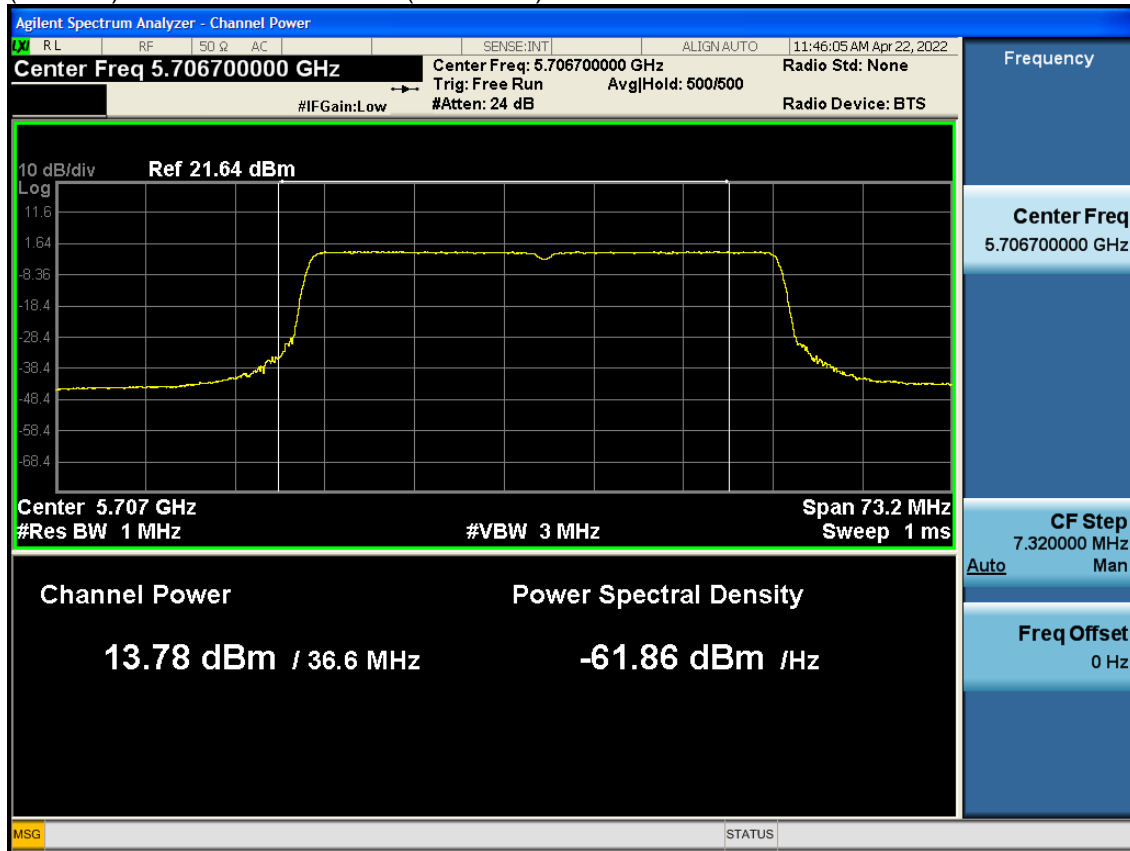 Agilent Spectrum Analyzer - Channel Power
LXI RL RF 50 Ω AC SENSE:INT ALIGN AUTO 11:46:05 AM Apr 22, 2022
Center Freq 5.706700000 GHz Center Freq: 5.706700000 GHz Radio Std: None
Trig: Free Run Avg|Hold: 500/500
#IFGain:Low #Atten: 24 dB Radio Device: BTS
10 dB/div Ref 21.64 dBm
Log
11.6
1.64
-8.36
-18.4
-28.4
-38.4
-48.4
-58.4
-68.4
Center 5.707 GHz Span 73.2 MHz
#Res BW 1 MHz #VBW 3 MHz Sweep 1 ms
Channel Power Power Spectral Density
13.78 dBm / 36.6 MHz -61.86 dBm /Hz
Frequency
Center Freq
5.706700000 GHz
CF Step
7.320000 MHz
Auto Man
Freq Offset
0 Hz
MSG STATUS